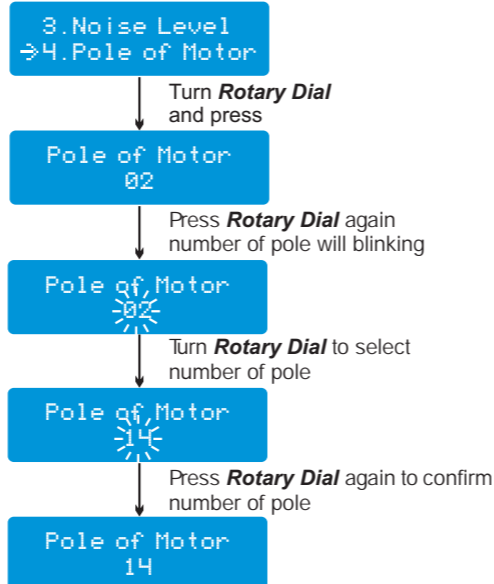 3.Noise Level
→4.Pole of Motor
Turn Rotary Dial
and press
Pole of Motor
02
Press Rotary Dial again
number of pole will blinking
Pole of Motor
02
Turn Rotary Dial to select
number of pole
Pole of Motor
14
Press Rotary Dial again to confirm
number of pole
Pole of Motor
14